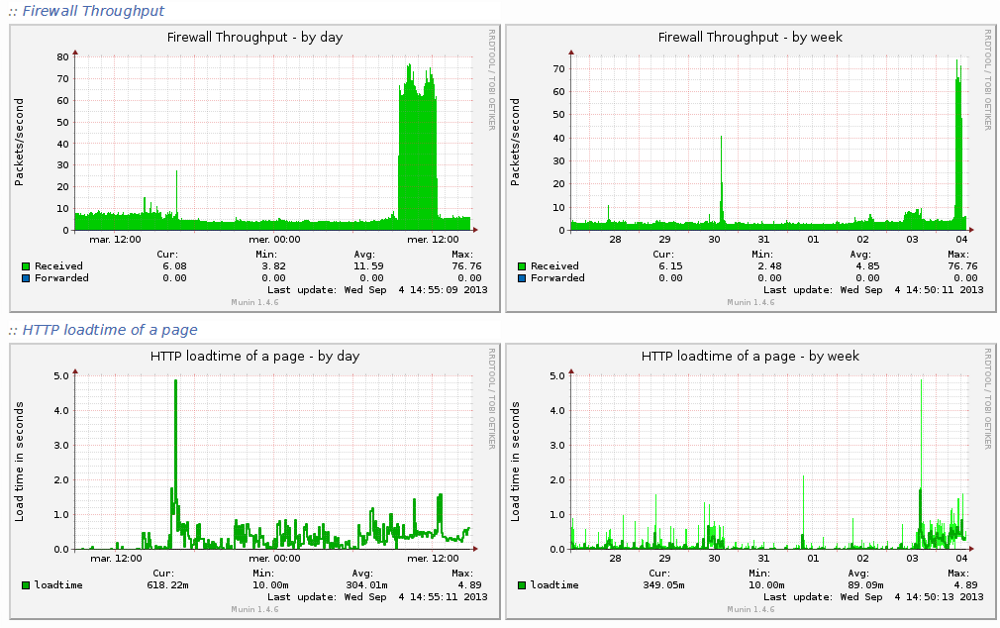 :: Firewall Throughput
Firewall Throughput - by day
RRDTOOL / TOBI OETIKER
Packets/second
80
70
60
50
40
30
20
10
0
mar. 12:00 mer. 00:00 mer. 12:00
Cur: Min: Avg: Max:
Received 6.08 3.82 11.59 76.76
Forwarded 0.00 0.00 0.00 0.00
Last update: Wed Sep 4 14:55:09 2013
Munin 1.4.6
Firewall Throughput - by week
RRDTOOL / TOBI OETIKER
Packets/second
70
60
50
40
30
20
10
0
28 29 30 31 01 02 03 04
Cur: Min: Avg: Max:
Received 6.15 2.48 4.85 76.76
Forwarded 0.00 0.00 0.00 0.00
Last update: Wed Sep 4 14:50:11 2013
Munin 1.4.6
:: HTTP loadtime of a page
HTTP loadtime of a page - by day
RRDTOOL / TOBI OETIKER
Load time in seconds
5.0
4.0
3.0
2.0
1.0
0.0
mar. 12:00 mer. 00:00 mer. 12:00
Cur: Min: Avg: Max:
loadtime 618.22m 10.00m 304.01m 4.89
Last update: Wed Sep 4 14:55:11 2013
Munin 1.4.6
HTTP loadtime of a page - by week
RRDTOOL / TOBI OETIKER
Load time in seconds
5.0
4.0
3.0
2.0
1.0
0.0
28 29 30 31 01 02 03 04
Cur: Min: Avg: Max:
loadtime 349.05m 10.00m 89.09m 4.89
Last update: Wed Sep 4 14:50:13 2013
Munin 1.4.6